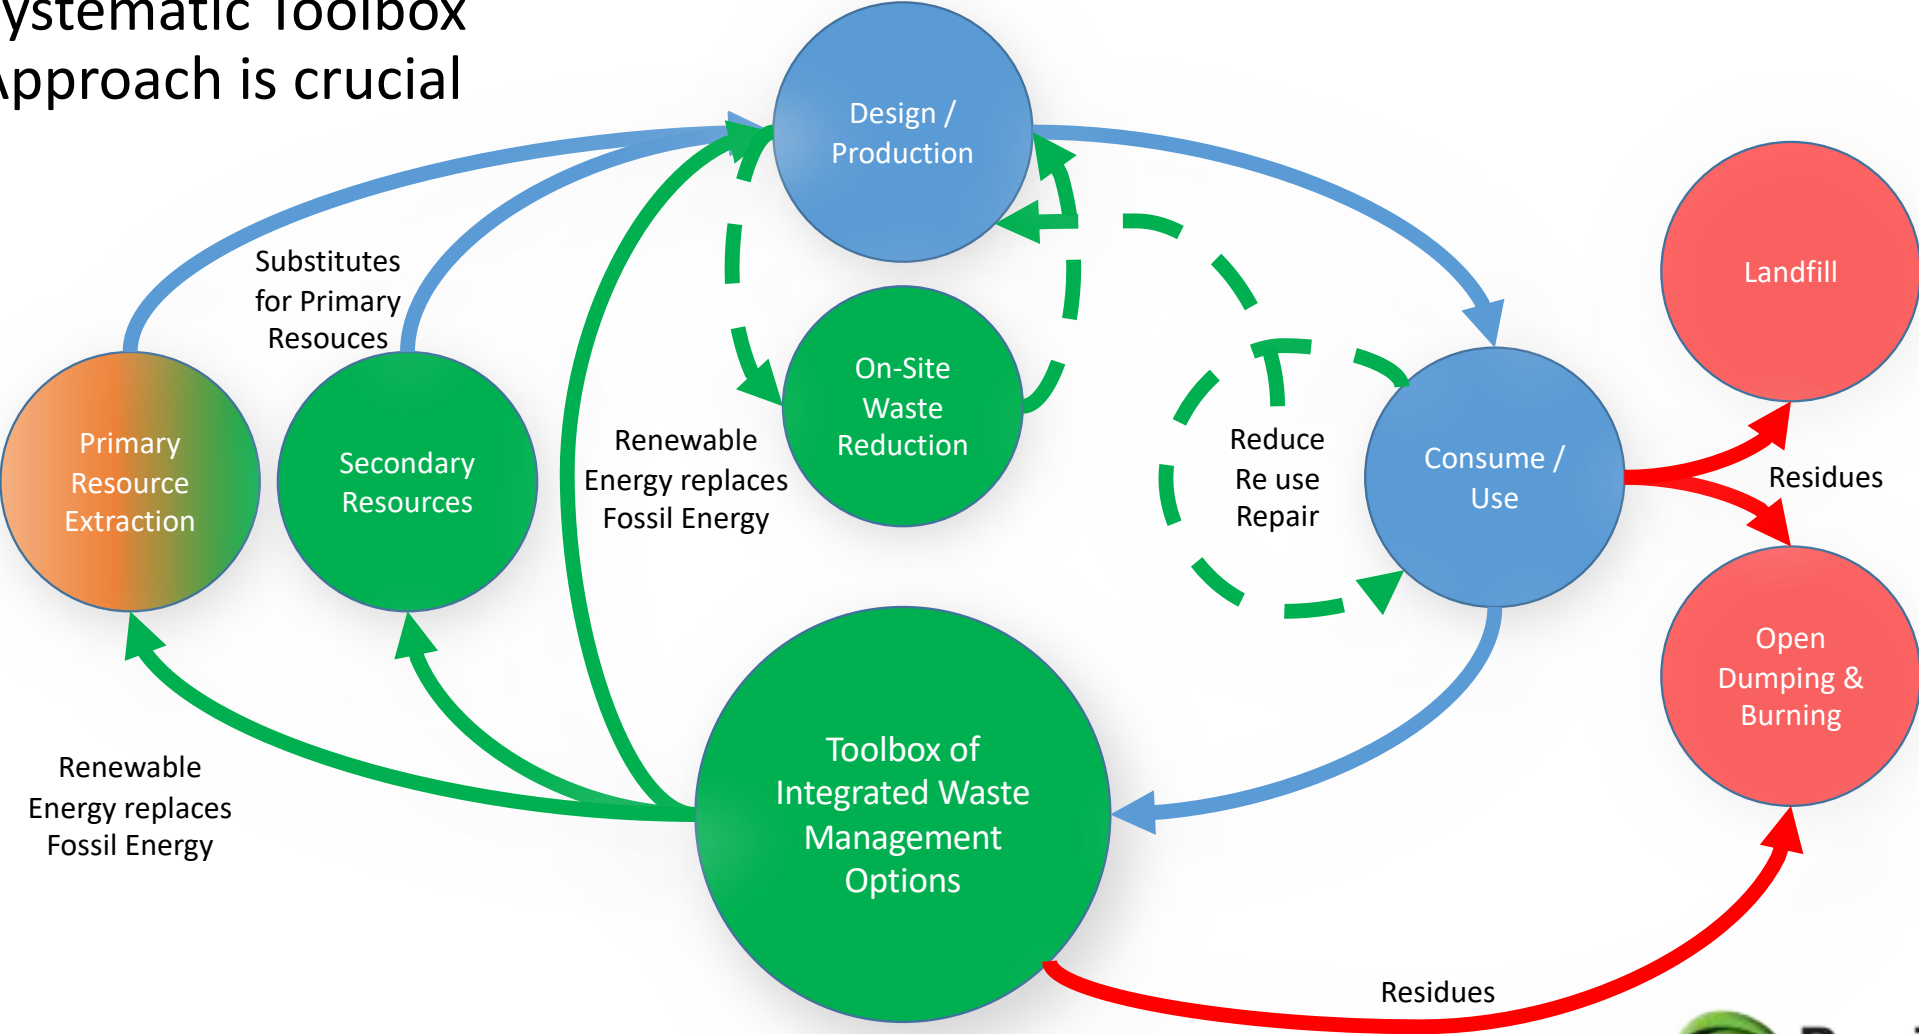 ystematic Toolbox
Approach is crucial
Design /
Production
Landfill
Substitutes
for Primary
Resouces
On-Site
Waste
Reduction
Primary
Resource
Extraction
Secondary
Resources
Renewable
Energy replaces
Fossil Energy
Reduce
Re use
Repair
Consume /
Use
Residues
Open
Dumping &
Burning
Toolbox of
Integrated Waste
Management
Options
Renewable
Energy replaces
Fossil Energy
Residues